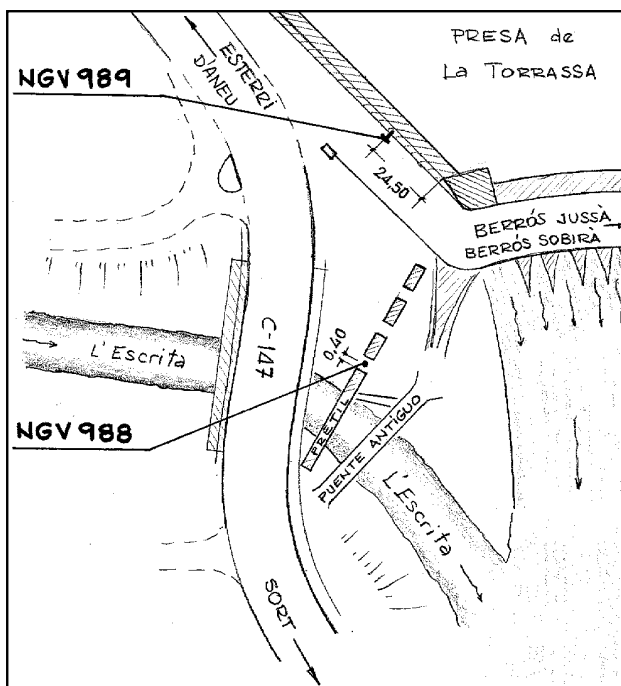 PRESA de
La TORRASSA
NGV 989
ESTERRI
D'ANEU
24,50
BERRÓS JUSSÀ
BERRÓS SOBIRÀ
C-147
L'Escrita
0,40
NGV 988
PRETIL
PUENTE ANTÍGUO
L'Escrita
SORT